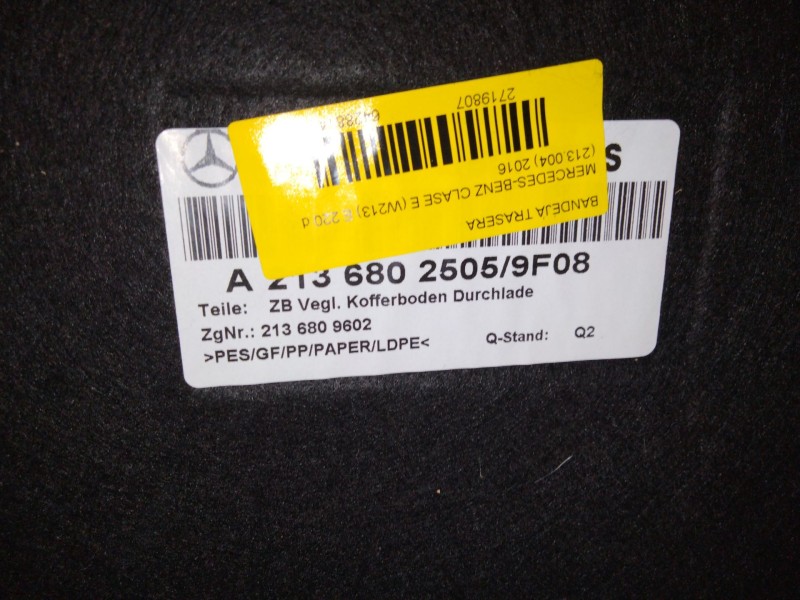 BANDEJA TRASERA
MERCEDES-BENZ CLASE E (W213) E 220 d
(213.004) 2016
2719807
S
A 213 680 2505/9F08
Teile: ZB Vegl. Kofferboden Durchlade
ZgNr.: 213 680 9602
>PES/GF/PP/PAPER/LDPE<
Q-Stand: Q2